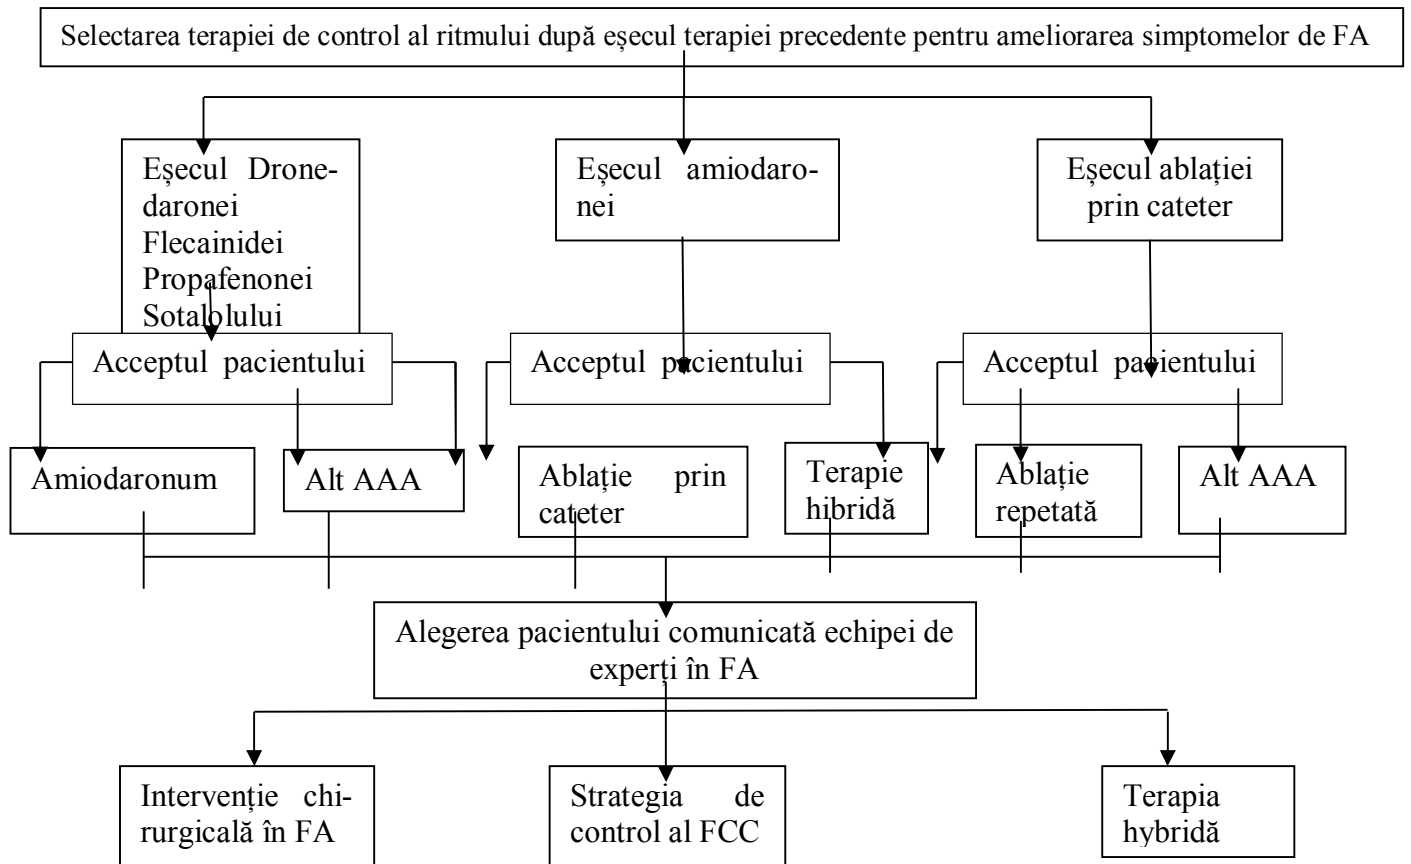 Selectarea terapiei de control al ritmului după eșecul terapiei precedente pentru ameliorarea simptomelor de FA
Eșecul Drone-
daronei
Flecainidei
Propafenonei
Sotalolului
Eșecul amiodaro-
nei
Eșecul ablației
prin cateter
Acceptul pacientului
Acceptul pacientului
Acceptul pacientului
Amiodaronum
Alt AAA
Ablație prin
cateter
Terapie
hibridă
Ablație
repetată
Alt AAA
Alegerea pacientului comunicată echipei de
experți în FA
Intervenție chi-
rurgicală în FA
Strategia de
control al FCC
Terapia
hybridă